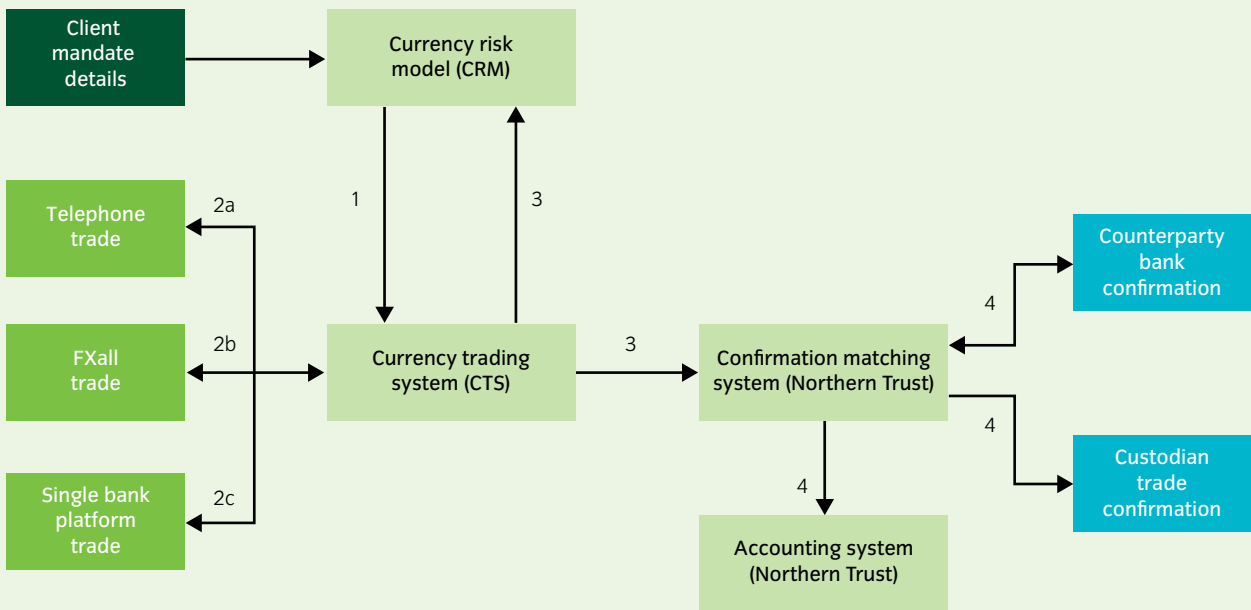 Client
mandate
details
Currency risk
model (CRM)
1
3
Telephone
trade
2a
FXall
trade
2b
Single bank
platform
trade
2c
Currency trading
system (CTS)
3
Confirmation matching
system (Northern Trust)
4
Counterparty
bank
confirmation
4
Custodian
trade
confirmation
4
Accounting system
(Northern Trust)